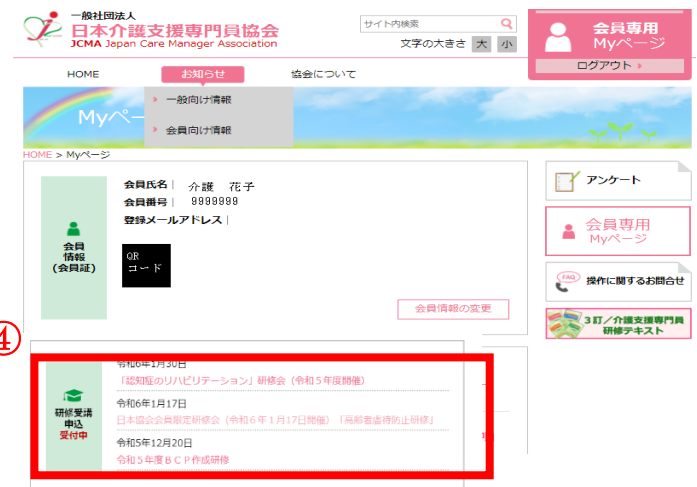 一般社団法人
日本介護支援専門員協会
JCMA Japan Care Manager Association
サイト内検索
文字の大きさ 大 小
会員専用
Myページ
ログアウト
HOME お知らせ 協会について
一般向け情報
会員向け情報
Myペー
HOME > Myページ
会員氏名｜ 介護 花子
会員番号｜ 9999999
登録メールアドレス｜
会員
情報
(会員証)
QR
コード
会員情報の変更
アンケート
会員専用
Myページ
FAQ 操作に関するお問合せ
3訂／介護支援専門員
研修テキスト
④
令和6年1月30日
「認知症のリハビリテーション」研修会（令和５年度開催）
研修受講
申込
受付中
令和6年1月17日
日本協会会員限定研修会（令和６年１月17日開催）「高齢者虐待防止研修」
令和5年12月20日
令和５年度ＢＣＰ作成研修